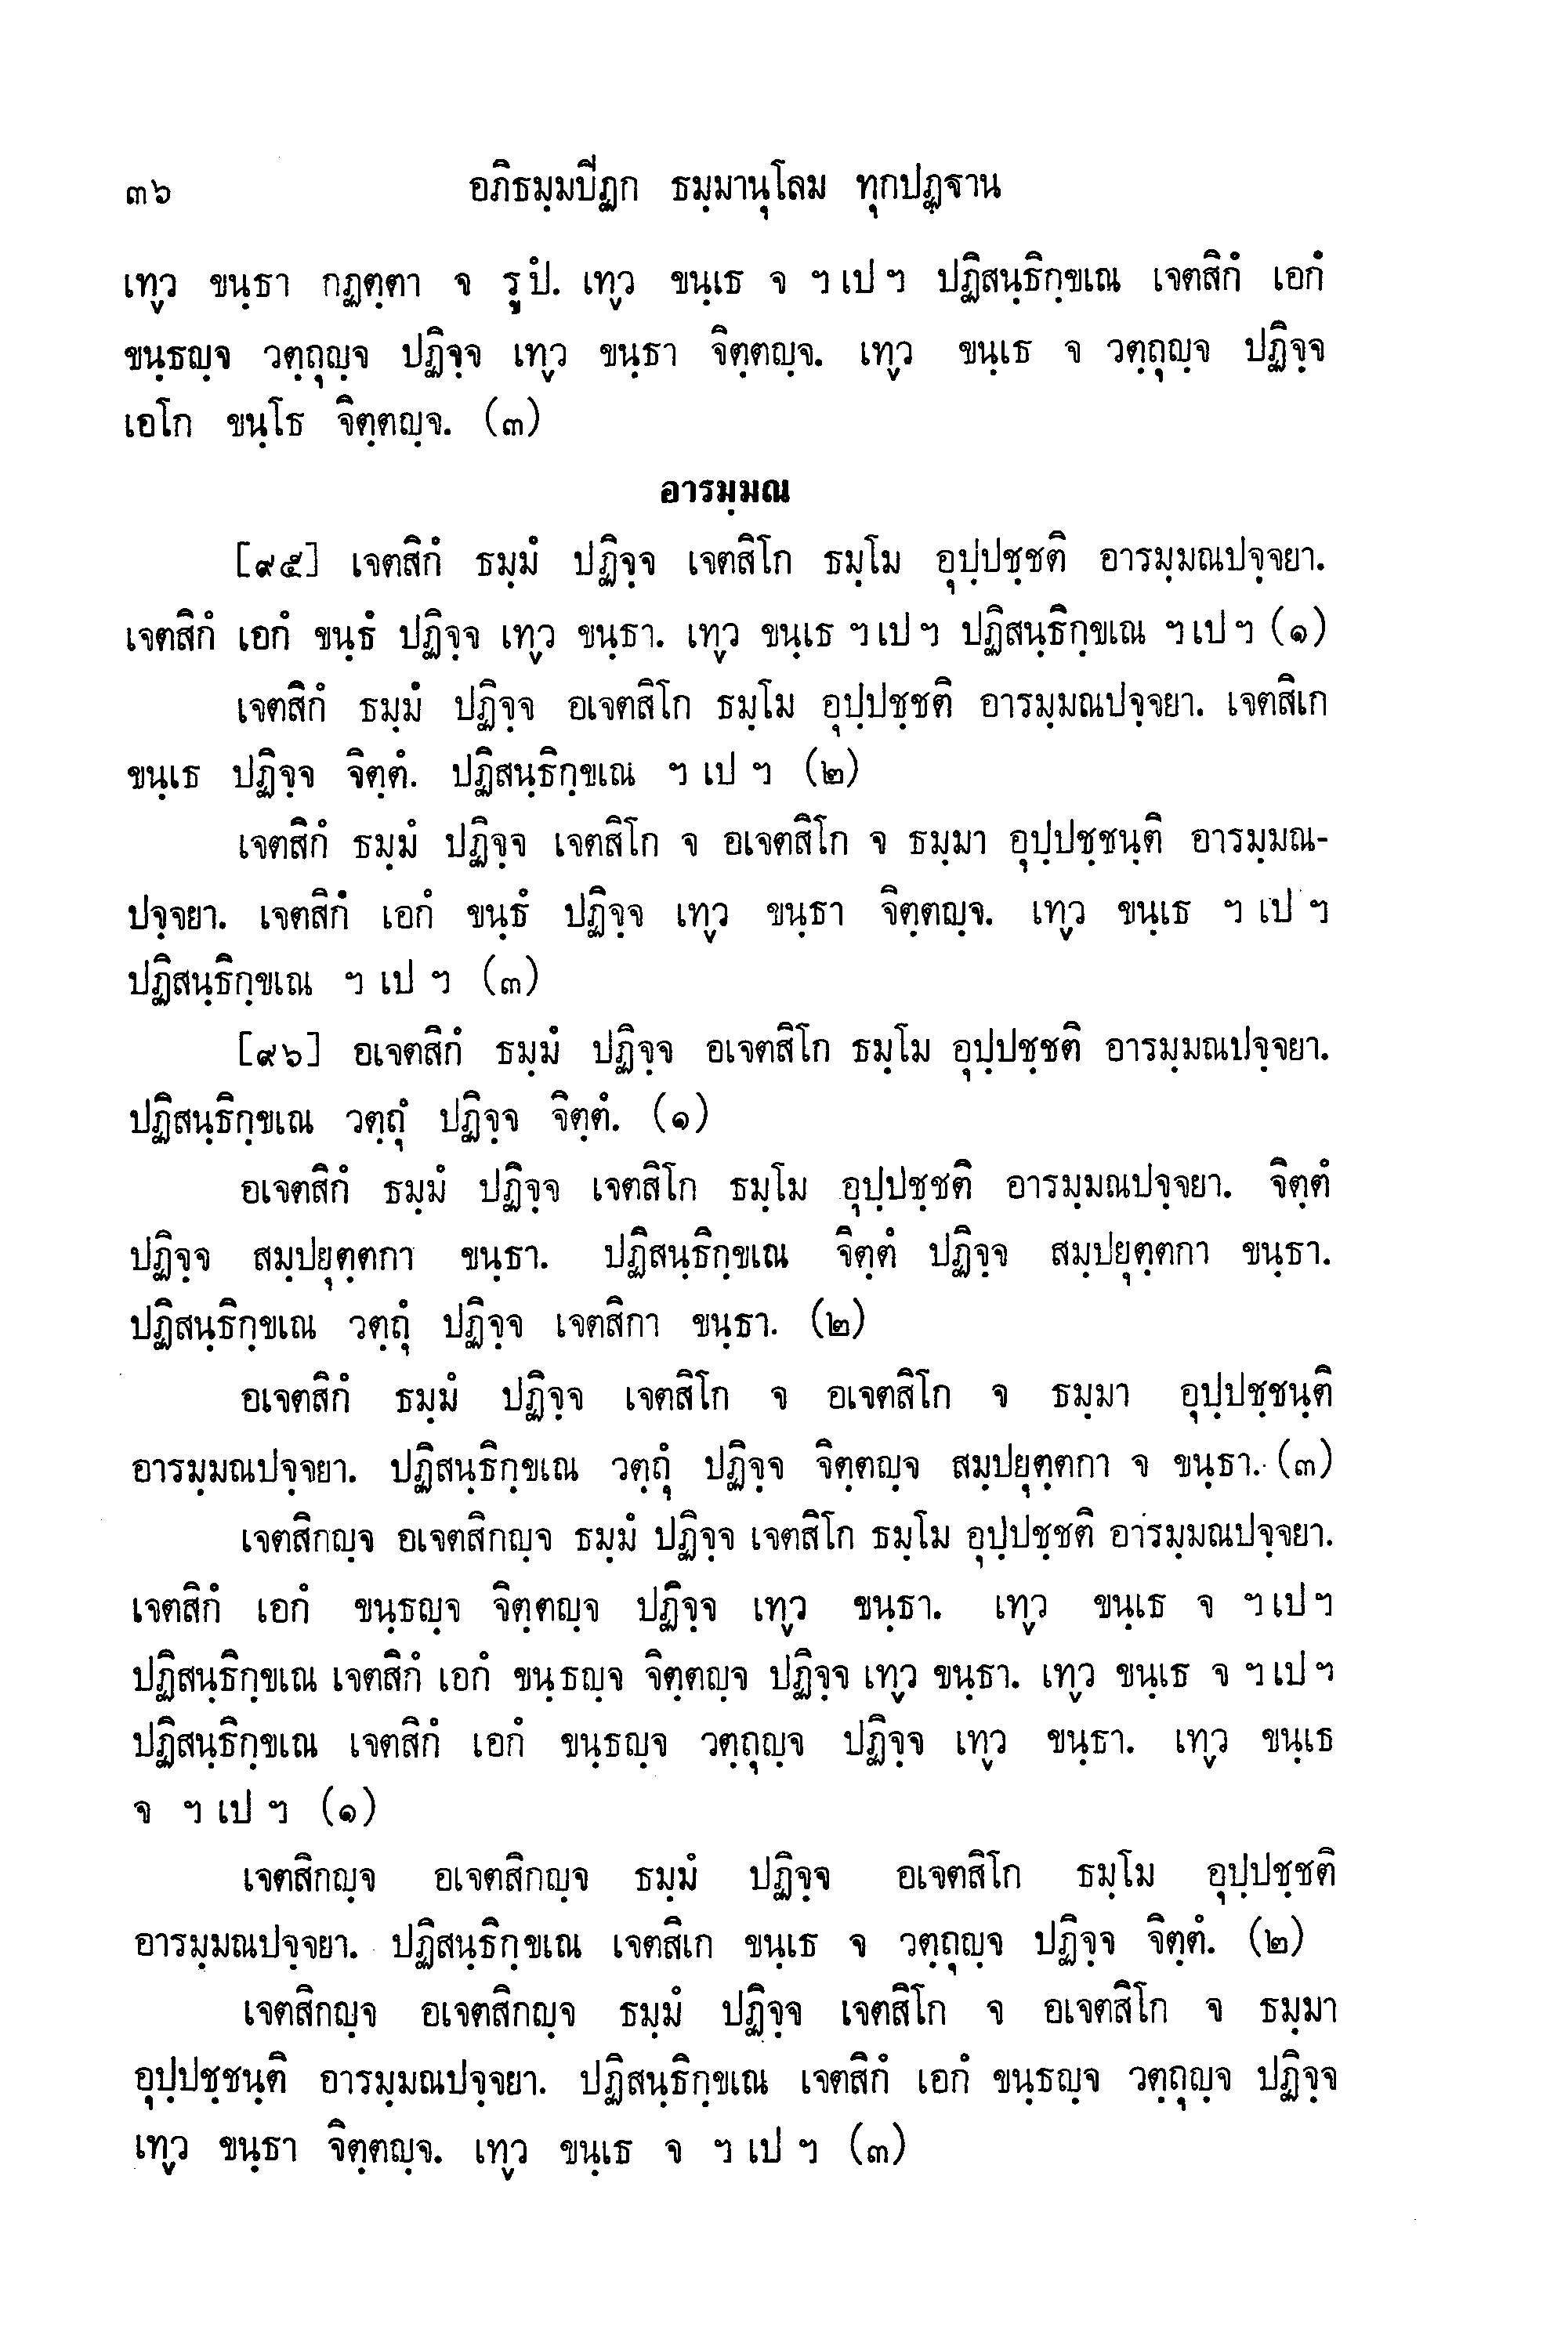 ๓๖ อภิธมฺมปีฏก ธมฺมานุโลม ทุกปฏฺฐาน
เทฺว ขนฺธา กฏตฺตา จ รูปํ. เทฺว ขนฺเธ จ ฯ เป ฯ ปฏิสนฺธิกฺขเณ เจตสิกํ เอกํ
ขนฺธญฺจ วตฺถุญฺจ ปฏิจฺจ เทฺว ขนฺธา จิตฺตญฺจ. เทฺว ขนฺเธ จ วตฺถุญฺจ ปฏิจฺจ
เอโก ขนฺโธ จิตฺตญฺจ. (๓)
อารมฺมณ
[๙๕] เจตสิกํ ธมฺมํ ปฏิจฺจ เจตสิโก ธมฺโม อุปฺปชฺชติ อารมฺมณปจฺจยา.
เจตสิกํ เอกํ ขนฺธํ ปฏิจฺจ เทฺว ขนฺธา. เทฺว ขนฺเธ ฯ เป ฯ ปฏิสนฺธิกฺขเณ ฯ เป ฯ (๑)
เจตสิกํ ธมฺมํ ปฏิจฺจ อเจตสิโก ธมฺโม อุปฺปชฺชติ อารมฺมณปจฺจยา. เจตสิเก
ขนฺเธ ปฏิจฺจ จิตฺตํ. ปฏิสนฺธิกฺขเณ ฯ เป ฯ (๒)
เจตสิกํ ธมฺมํ ปฏิจฺจ เจตสิโก จ อเจตสิโก จ ธมฺมา อุปฺปชฺชนฺติ อารมฺมณ-
ปจฺจยา. เจตสิกํ เอกํ ขนฺธํ ปฏิจฺจ เทฺว ขนฺธา จิตฺตญฺจ. เทฺว ขนฺเธ ฯ เป ฯ
ปฏิสนฺธิกฺขเณ ฯ เป ฯ (๓)
[๙๖] อเจตสิกํ ธมฺมํ ปฏิจฺจ อเจตสิโก ธมฺโม อุปฺปชฺชติ อารมฺมณปจฺจยา.
ปฏิสนฺธิกฺขเณ วตฺถุํ ปฏิจฺจ จิตฺตํ. (๑)
อเจตสิกํ ธมฺมํ ปฏิจฺจ เจตสิโก ธมฺโม อุปฺปชฺชติ อารมฺมณปจฺจยา. จิตฺตํ
ปฏิจฺจ สมฺปยุตฺตกา ขนฺธา. ปฏิสนฺธิกฺขเณ จิตฺตํ ปฏิจฺจ สมฺปยุตฺตกา ขนฺธา.
ปฏิสนฺธิกฺขเณ วตฺถุํ ปฏิจฺจ เจตสิกา ขนฺธา. (๒)
อเจตสิกํ ธมฺมํ ปฏิจฺจ เจตสิโก จ อเจตสิโก จ ธมฺมา อุปฺปชฺชนฺติ
อารมฺมณปจฺจยา. ปฏิสนฺธิกฺขเณ วตฺถุํ ปฏิจฺจ จิตฺตญฺจ สมฺปยุตฺตกา จ ขนฺธา. (๓)
เจตสิกญฺจ อเจตสิกญฺจ ธมฺมํ ปฏิจฺจ เจตสิโก ธมฺโม อุปฺปชฺชติ อารมฺมณปจฺจยา.
เจตสิกํ เอกํ ขนฺธญฺจ จิตฺตญฺจ ปฏิจฺจ เทฺว ขนฺธา. เทฺว ขนฺเธ จ ฯ เป ฯ
ปฏิสนฺธิกฺขเณ เจตสิกํ เอกํ ขนฺธญฺจ จิตฺตญฺจ ปฏิจฺจ เทฺว ขนฺธา. เทฺว ขนฺเธ จ ฯ เป ฯ
ปฏิสนฺธิกฺขเณ เจตสิกํ เอกํ ขนฺธญฺจ วตฺถุญฺจ ปฏิจฺจ เทฺว ขนฺธา. เทฺว ขนฺเธ
จ ฯ เป ฯ (๑)
เจตสิกญฺจ อเจตสิกญฺจ ธมฺมํ ปฏิจฺจ อเจตสิโก ธมฺโม อุปฺปชฺชติ
อารมฺมณปจฺจยา. ปฏิสนฺธิกฺขเณ เจตสิเก ขนฺเธ จ วตฺถุญฺจ ปฏิจฺจ จิตฺตํ. (๒)
เจตสิกญฺจ อเจตสิกญฺจ ธมฺมํ ปฏิจฺจ เจตสิโก จ อเจตสิโก จ ธมฺมา
อุปฺปชฺชนฺติ อารมฺมณปจฺจยา. ปฏิสนฺธิกฺขเณ เจตสิกํ เอกํ ขนฺธญฺจ วตฺถุญฺจ ปฏิจฺจ
เทฺว ขนฺธา จิตฺตญฺจ. เทฺว ขนฺเธ จ ฯ เป ฯ (๓)